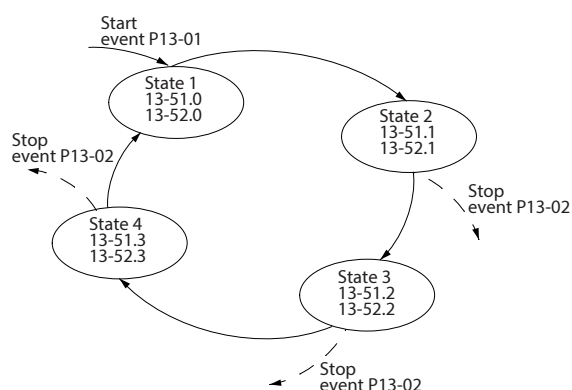 Start
event P13-01
State 1
13-51.0
13-52.0
State 2
13-51.1
13-52.1
Stop
event P13-02
Stop
event P13-02
State 4
13-51.3
13-52.3
State 3
13-51.2
13-52.2
Stop
event P13-02